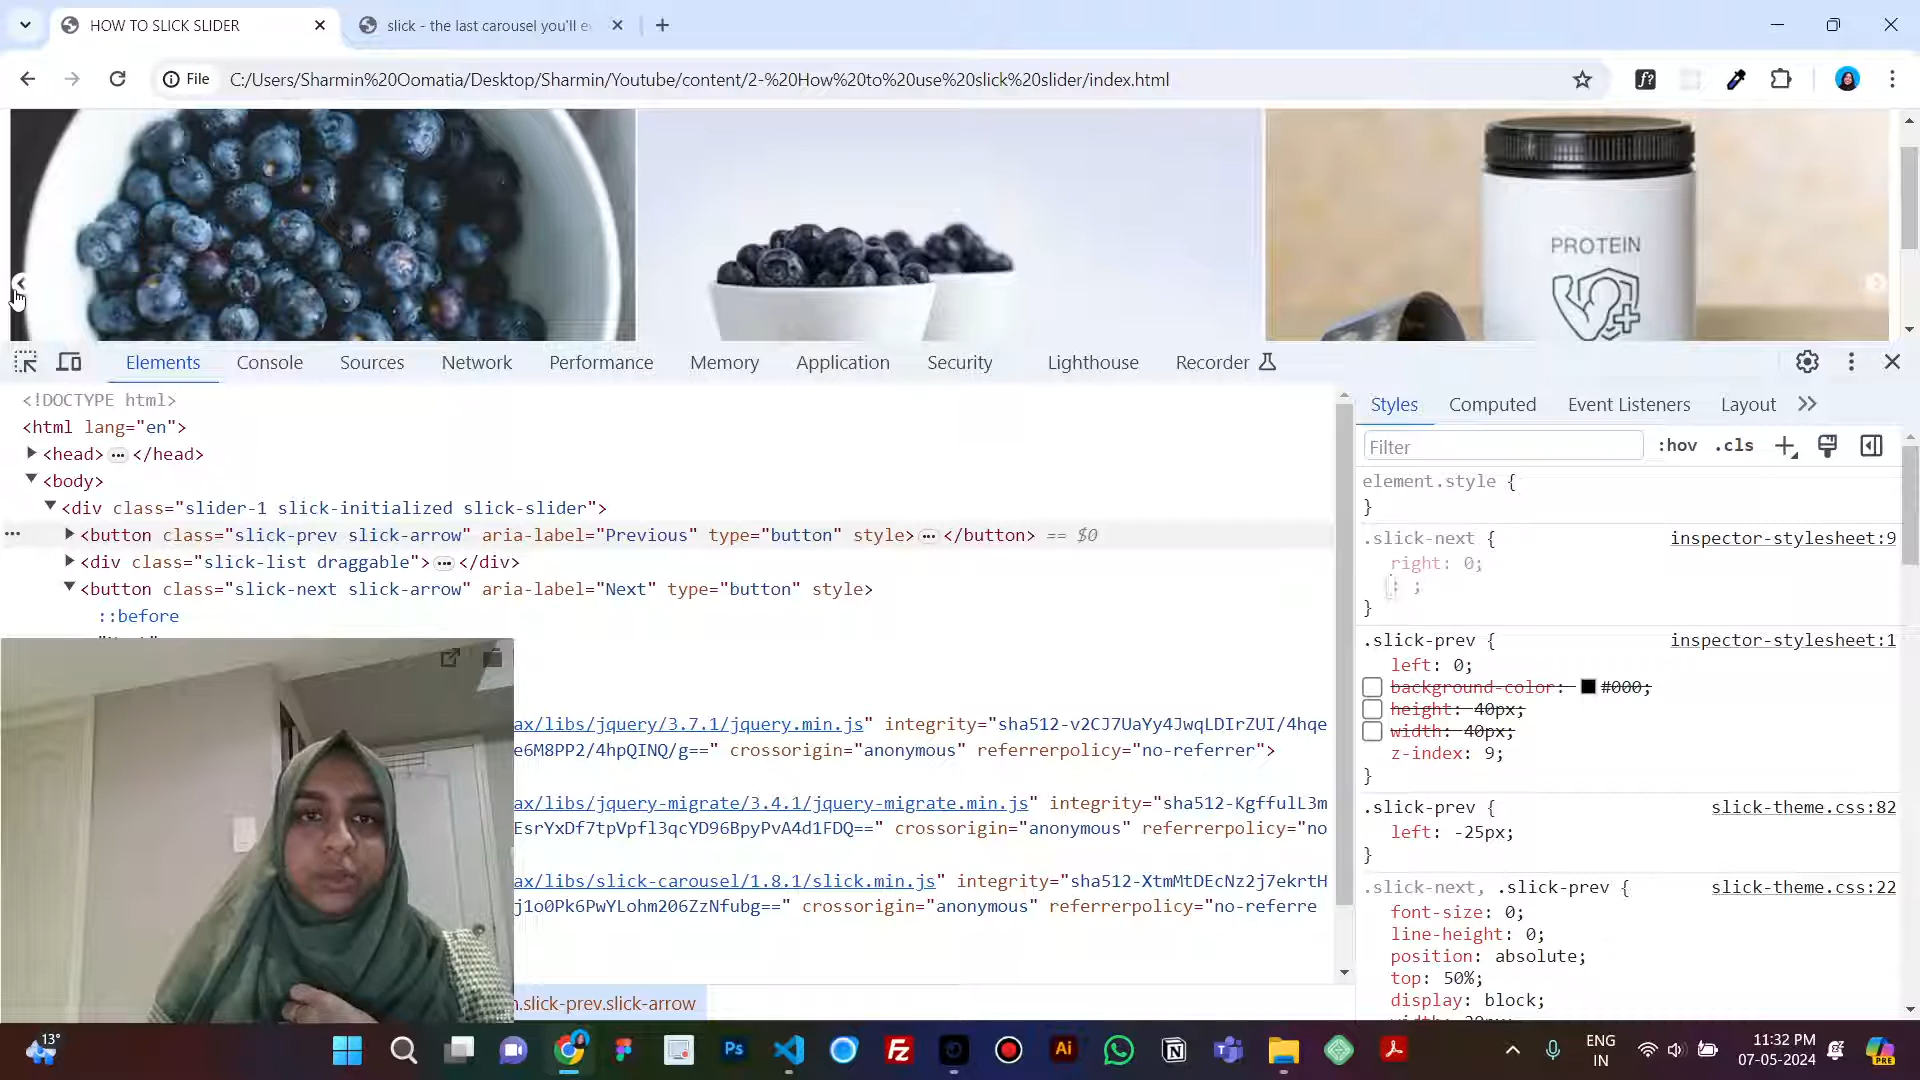 HOW TO SLICK SLIDER
slick - the last carousel you'll e
File
C:/Users/Sharmin%20Oomatia/Desktop/Sharmin/Youtube/content/2-%20How%20to%20use%20slick%20slider/index.html
PROTEIN
Elements Console Sources Network Performance Memory Application Security Lighthouse Recorder
<!DOCTYPE html>
<html lang="en">
<head> … </head>
<body>
<div class="slider-1 slick-initialized slick-slider">
<button class="slick-prev slick-arrow" aria-label="Previous" type="button" style> … </button> == $0
<div class="slick-list draggable"> … </div>
<button class="slick-next slick-arrow" aria-label="Next" type="button" style>
::before
ax/libs/jquery/3.7.1/jquery.min.js" integrity="sha512-v2CJ7UaYy4JwqLDIrZUI/4hqe
e6M8PP2/4hpQINQ/g==" crossorigin="anonymous" referrerpolicy="no-referrer">
ax/libs/jquery-migrate/3.4.1/jquery-migrate.min.js" integrity="sha512-KgffulL3m
EsrYxDf7tpVpfl3qcYD96BpyPvA4d1FDQ==" crossorigin="anonymous" referrerpolicy="no
ax/libs/slick-carousel/1.8.1/slick.min.js" integrity="sha512-XtmMtDEcNz2j7ekrtH
j1o0Pk6PwYLohm206ZzNfubg==" crossorigin="anonymous" referrerpolicy="no-referre
.slick-prev.slick-arrow
Styles Computed Event Listeners Layout
Filter :hov .cls
element.style {
}
.slick-next { inspector-stylesheet:9
right: 0;
: ;
}
.slick-prev { inspector-stylesheet:1
left: 0;
background-color: #000;
height: 40px;
width: 40px;
z-index: 9;
}
.slick-prev { slick-theme.css:82
left: -25px;
}
.slick-next, .slick-prev { slick-theme.css:22
font-size: 0;
line-height: 0;
position: absolute;
top: 50%;
display: block;
13°
ENG
IN
11:32 PM
07-05-2024